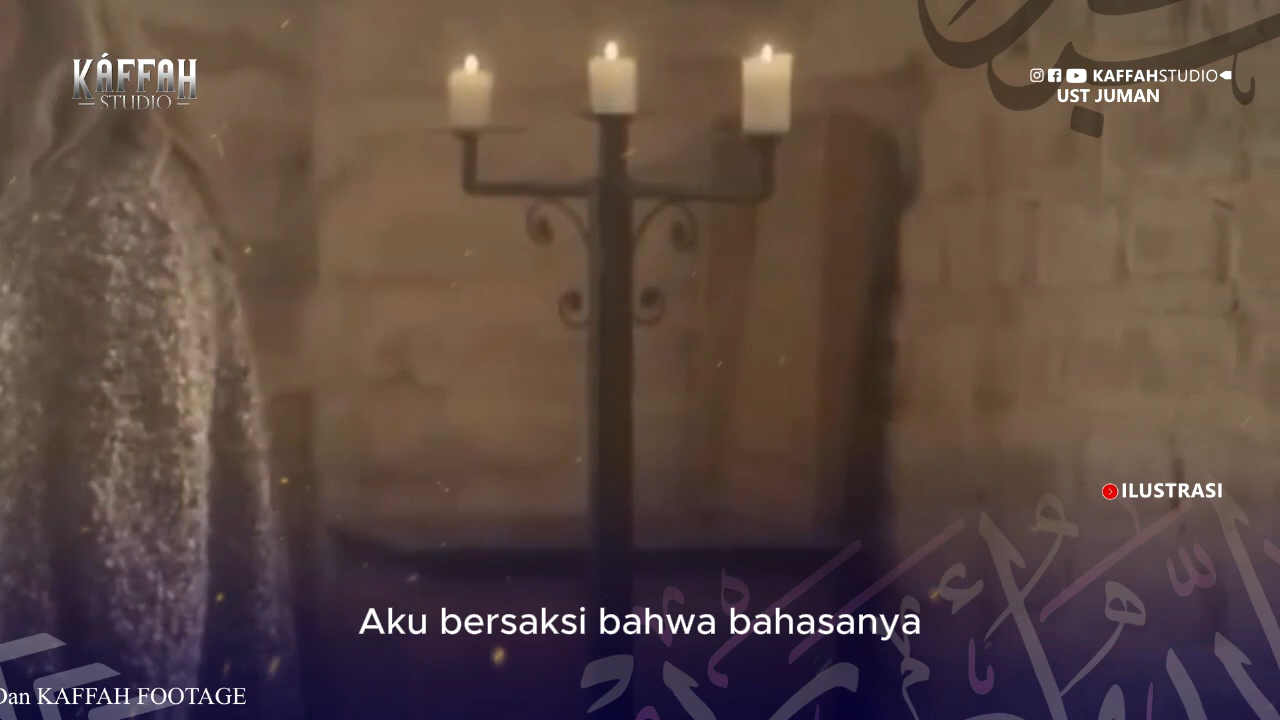 KÁFFAH
STUDIO
KAFFAHSTUDIO
UST JUMAN
ILUSTRASI
Aku bersaksi bahwa bahasanya
Dan KAFFAH FOOTAGE